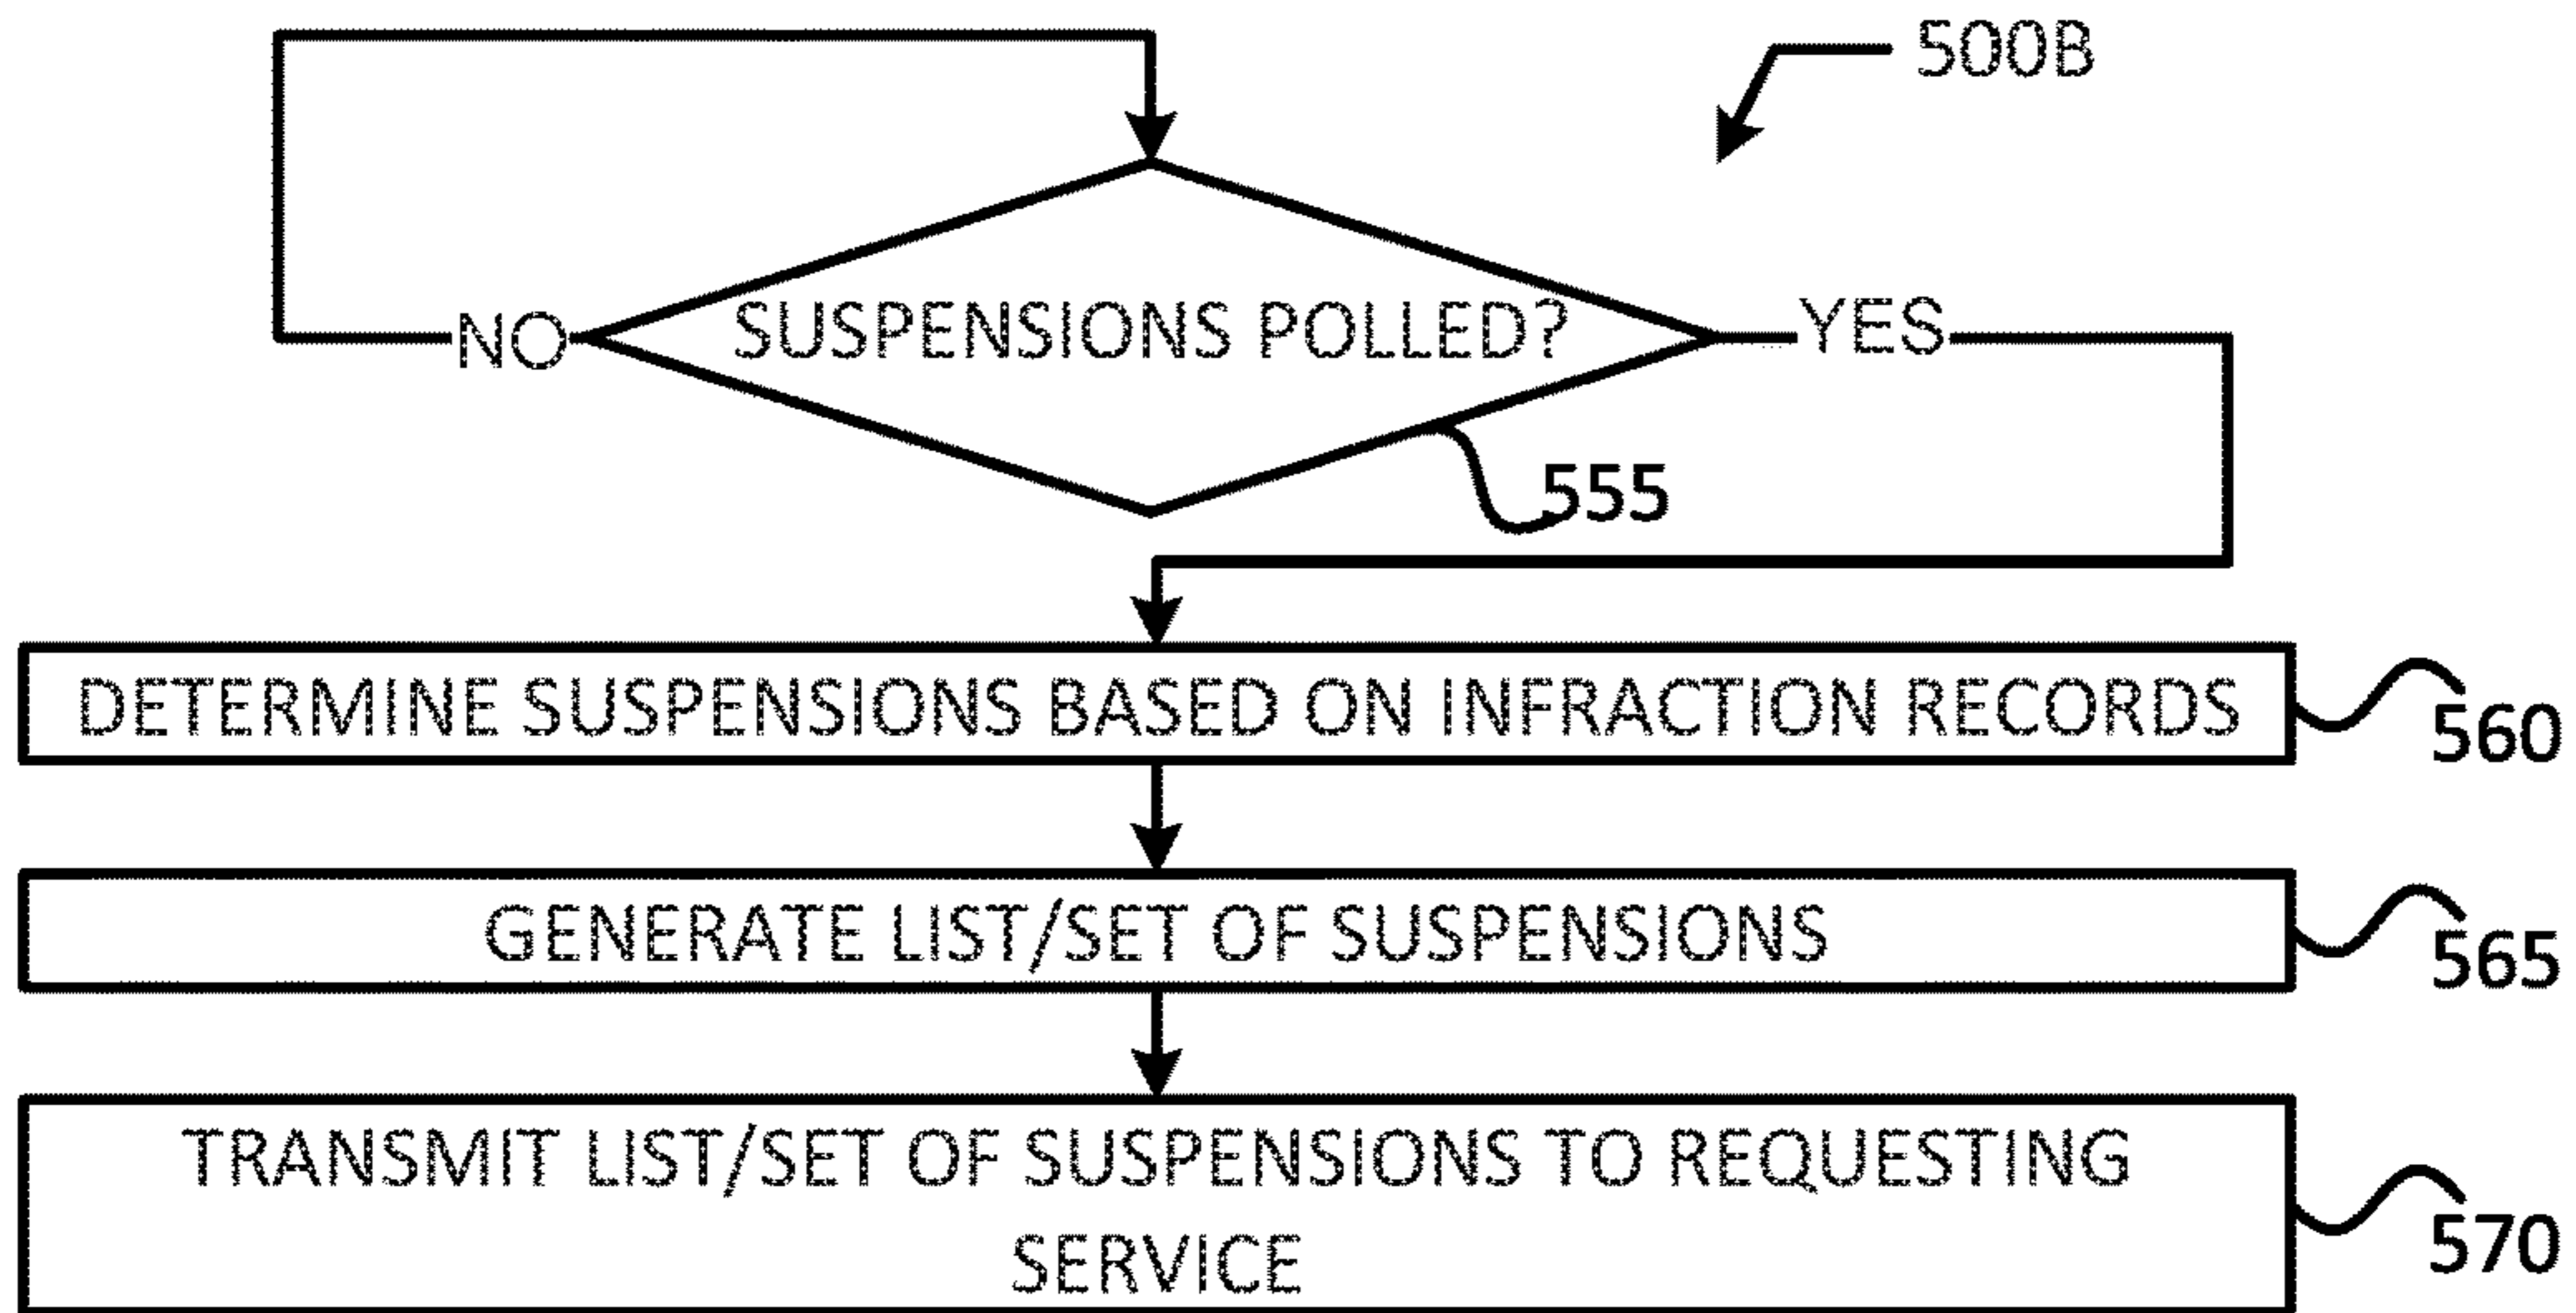 500B
SUSPENSIONS POLLED?
NO
YES
555
DETERMINE SUSPENSIONS BASED ON INFRACTION RECORDS
560
GENERATE LIST/SET OF SUSPENSIONS
565
TRANSMIT LIST/SET OF SUSPENSIONS TO REQUESTING
SERVICE
570